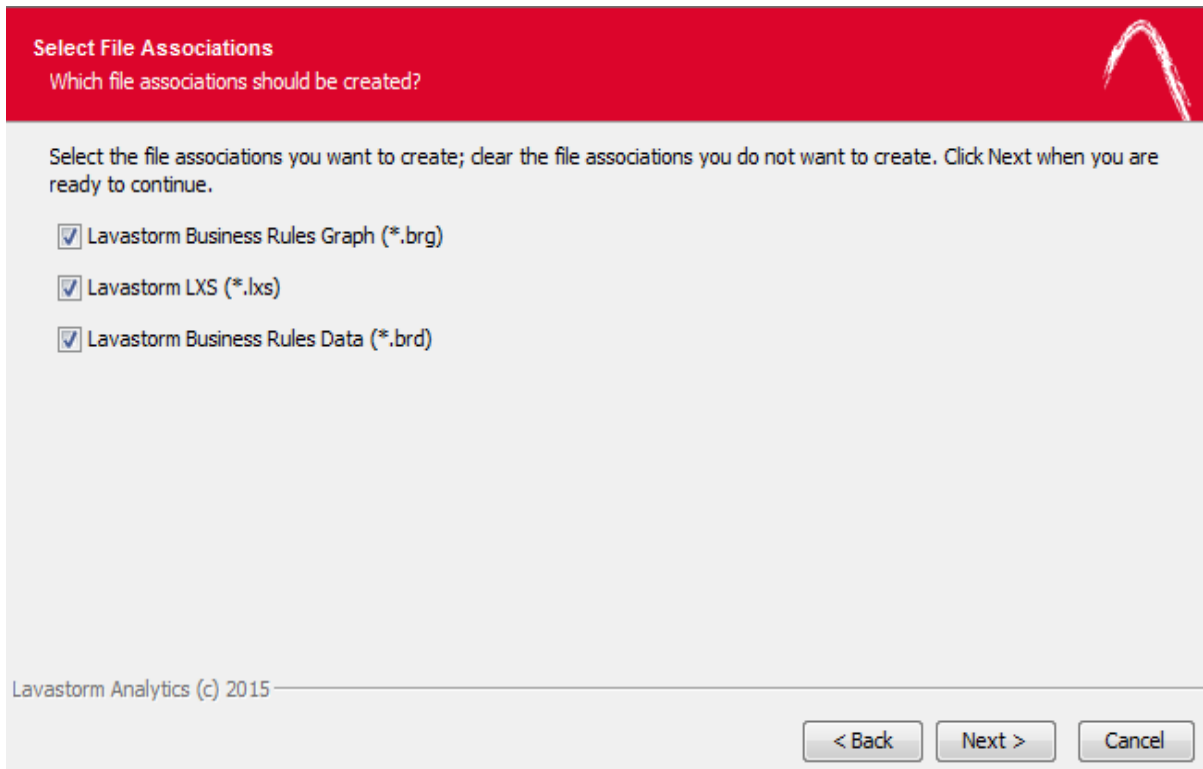 Select File Associations
Which file associations should be created?
Select the file associations you want to create; clear the file associations you do not want to create. Click Next when you are
ready to continue.
Lavastorm Business Rules Graph (*.brg)
Lavastorm LXS (*.lxs)
Lavastorm Business Rules Data (*.brd)
Lavastorm Analytics (c) 2015
< Back
Next >
Cancel